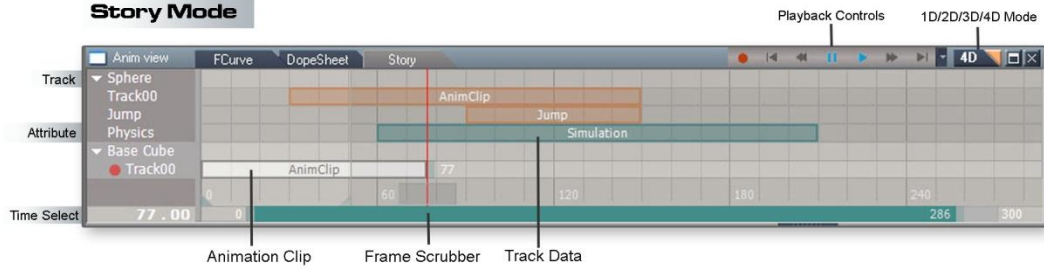 Story Mode
Playback Controls
1D/2D/3D/4D Mode
Anim view
FCurve
DopeSheet
Story
4D
Track
Sphere
Track00
AnimClip
Jump
Jump
Attribute
Physics
Simulation
Base Cube
Track00
AnimClip
77
0
60
120
180
240
Time Select
77.00
0
286
300
Animation Clip
Frame Scrubber
Track Data